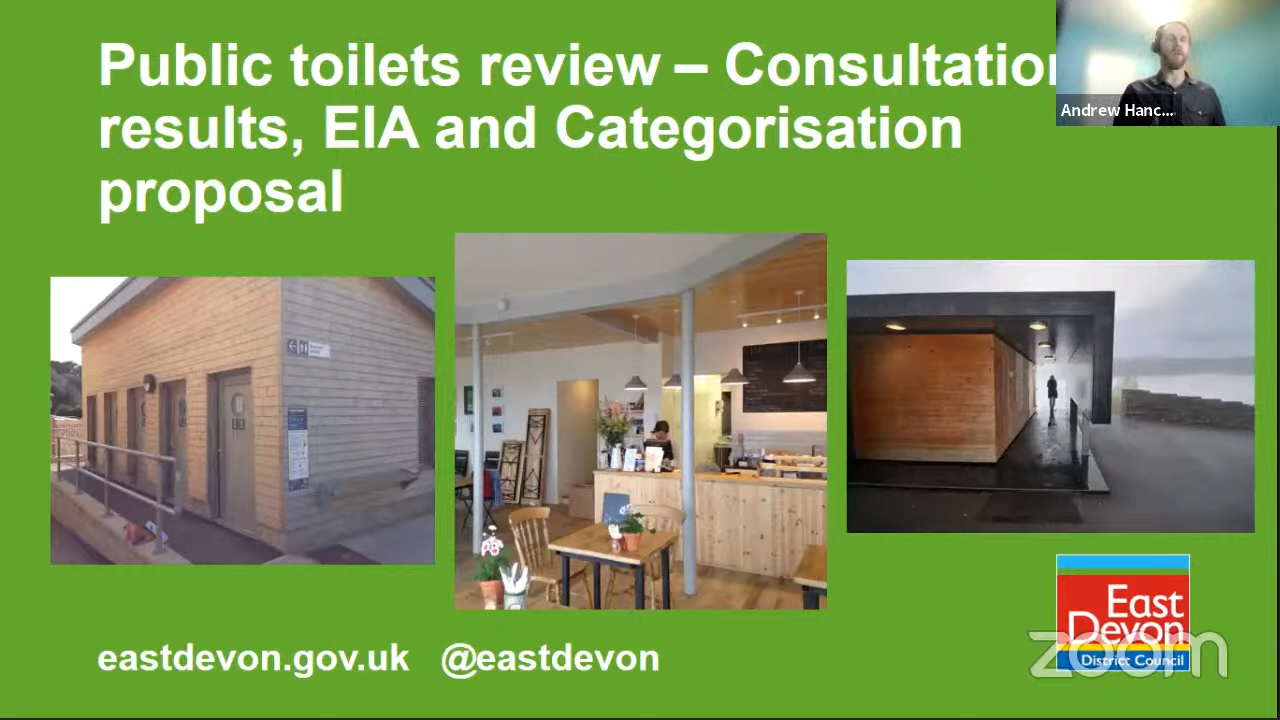 Public toilets review – Consultation
results, EIA and Categorisation
proposal
Andrew Hanc...
eastdevon.gov.uk @eastdevon
East
Devon
District Council
zoom